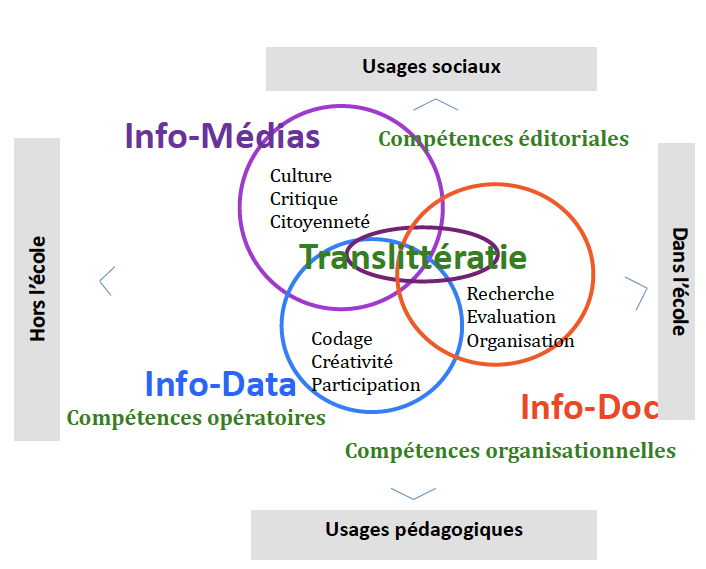 Usages sociaux
Info-Médias
Compétences éditoriales
Culture
Critique
Citoyenneté
Hors l'école
Dans l'école
Translittératie
Recherche
Evaluation
Organisation
Codage
Créativité
Participation
Info-Data
Compétences opératoires
Info-Doc
Compétences organisationnelles
Usages pédagogiques